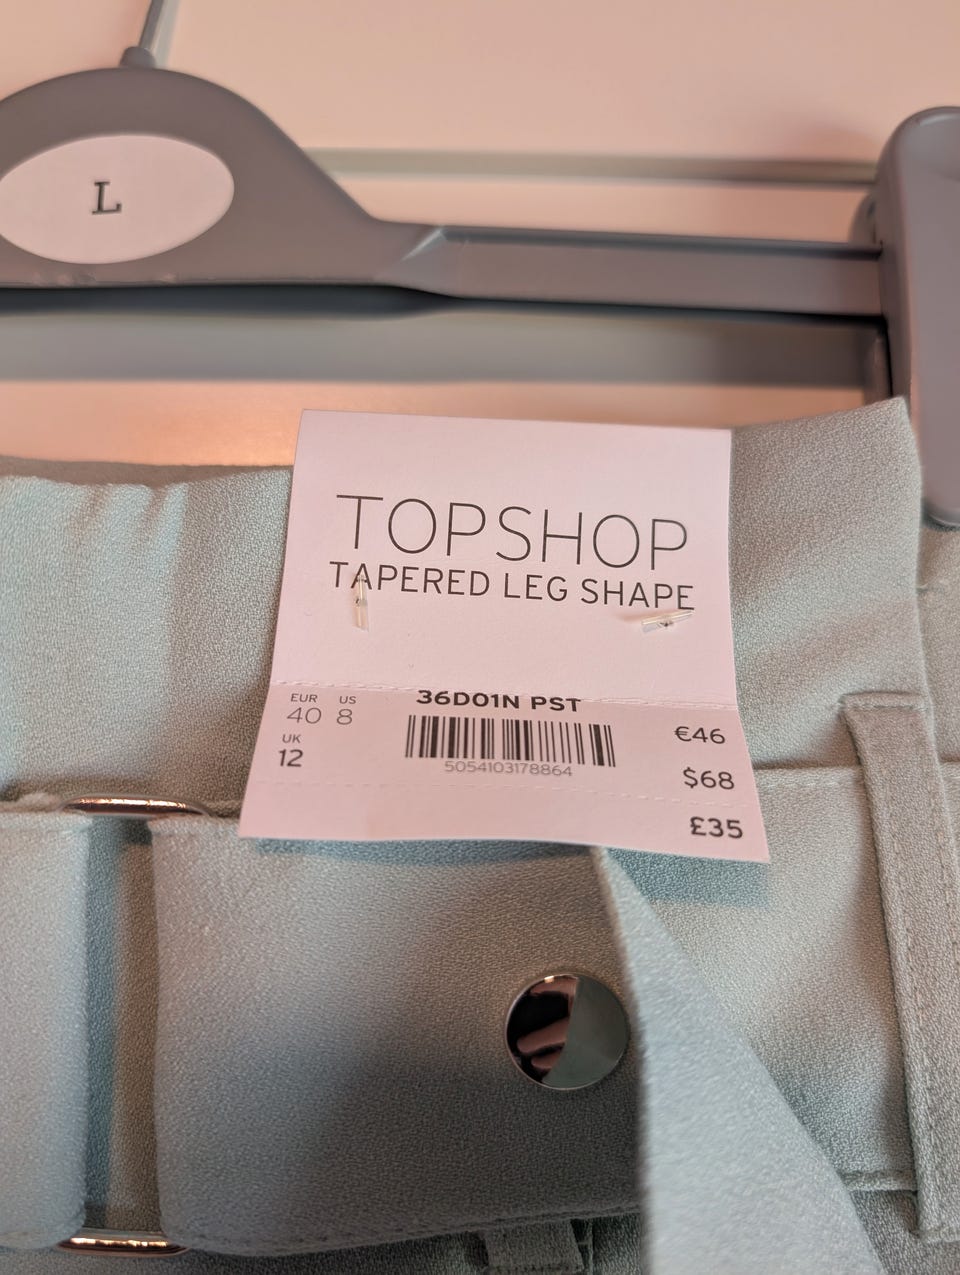 L
TOPSHOP
TAPERED LEG SHAPE
36D01N PST
EUR US
40 8
UK
12
5054103178864
€46
$68
£35